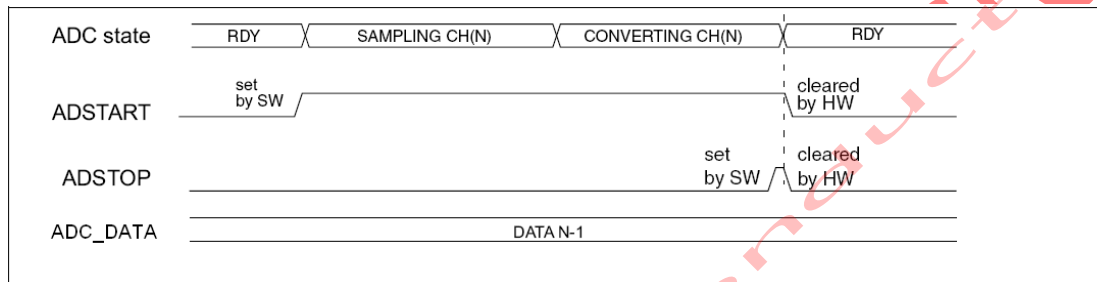 ADC state RDY SAMPLING CH(N) CONVERTING CH(N) RDY
set
by SW
cleared
by HW
ADSTART
set
by SW
cleared
by HW
ADSTOP
ADC_DATA DATA N-1